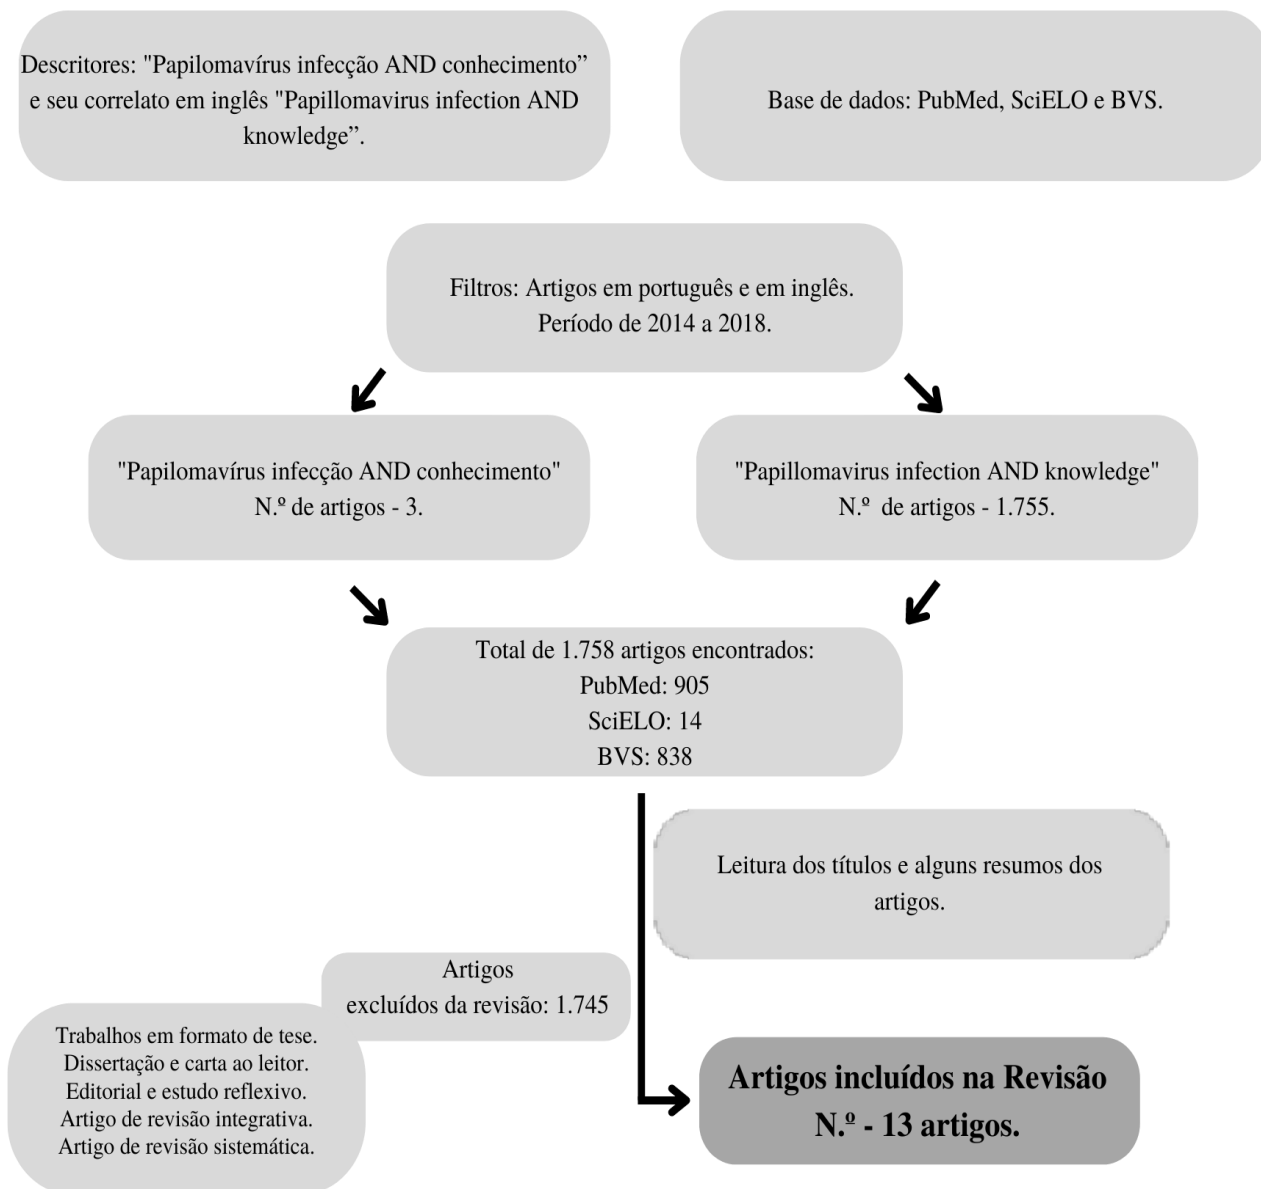 Descritores: "Papilomavírus infecção AND conhecimento”
e seu correlato em inglês "Papillomavirus infection AND
knowledge”.
Base de dados: PubMed, SciELO e BVS.
Filtros: Artigos em português e em inglês.
Período de 2014 a 2018.
"Papilomavírus infecção AND conhecimento"
N.º de artigos - 3.
"Papillomavirus infection AND knowledge"
N.º de artigos - 1.755.
Total de 1.758 artigos encontrados:
PubMed: 905
SciELO: 14
BVS: 838
Leitura dos títulos e alguns resumos dos
artigos.
Artigos
excluídos da revisão: 1.745
Trabalhos em formato de tese.
Dissertação e carta ao leitor.
Editorial e estudo reflexivo.
Artigo de revisão integrativa.
Artigo de revisão sistemática.
Artigos incluídos na Revisão
N.º - 13 artigos.